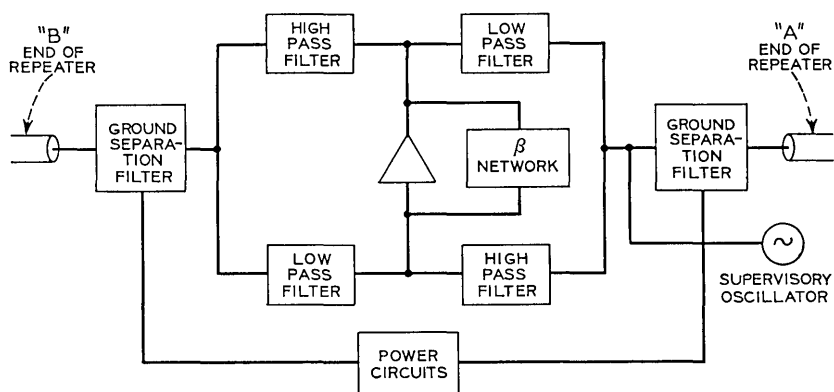 "B"
END OF
REPEATER
HIGH
PASS
FILTER
LOW
PASS
FILTER
"A"
END OF
REPEATER
GROUND
SEPARA-
TION
FILTER
β
NETWORK
GROUND
SEPARA-
TION
FILTER
LOW
PASS
FILTER
HIGH
PASS
FILTER
~
SUPERVISORY
OSCILLATOR
POWER
CIRCUITS